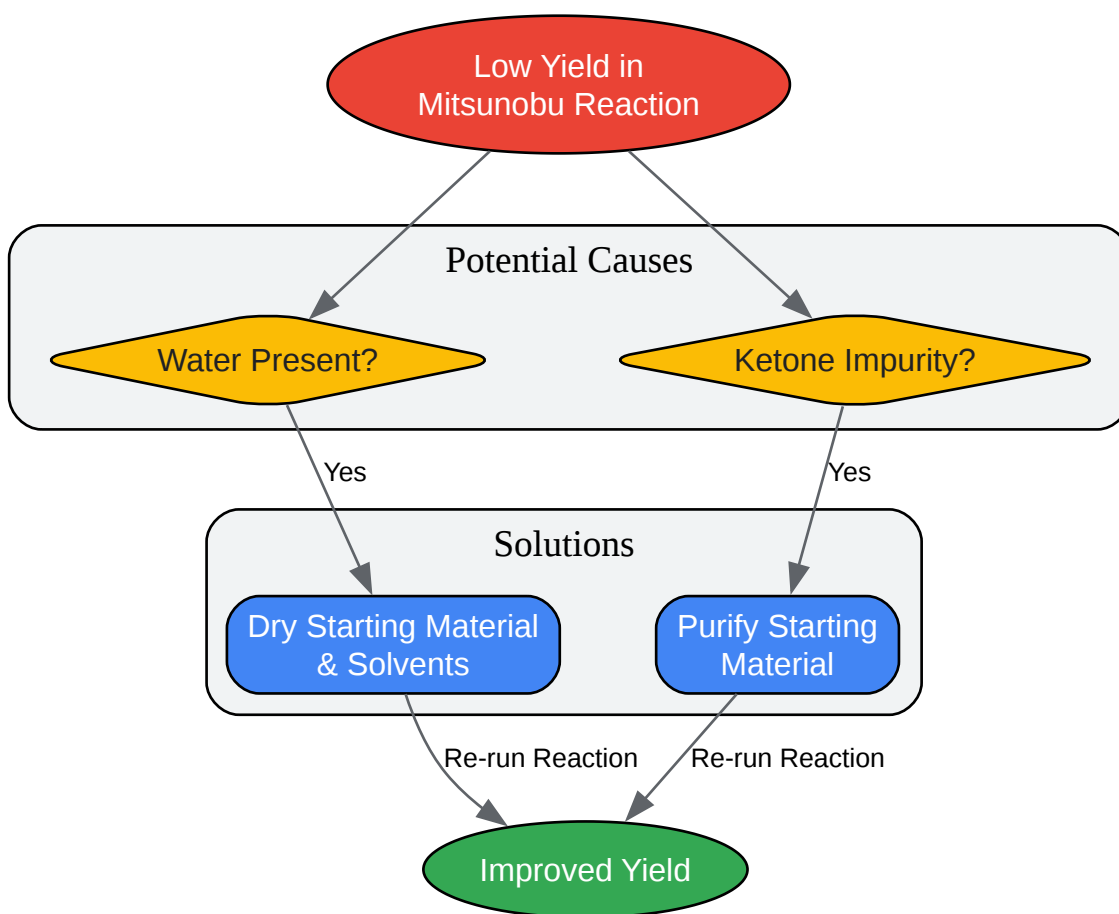 Low Yield in
Mitsunobu Reaction
Potential Causes
Water Present?
Ketone Impurity?
Yes
Yes
Solutions
Dry Starting Material
& Solvents
Purify Starting
Material
Re-run Reaction
Re-run Reaction
Improved Yield